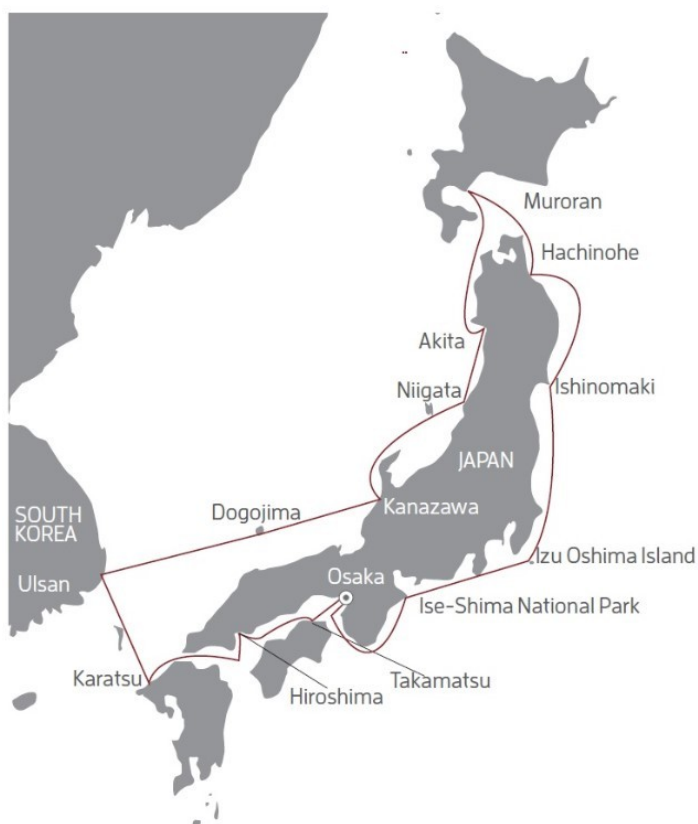 Muroran
Hachinohe
Akita
Niigata
Ishinomaki
JAPAN
Kanazawa
Dogojima
SOUTH
KOREA
Ulsan
Izu Oshima Island
Osaka
Ise-Shima National Park
Karatsu
Takamatsu
Hiroshima